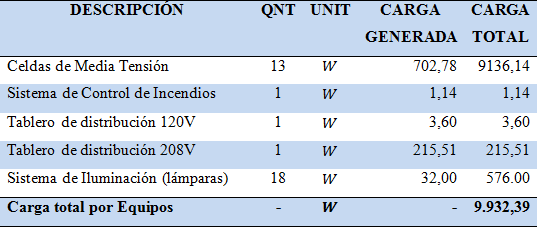 DESCRIPCIÓN QNT UNIT CARGA CARGA
GENERADA TOTAL
Celdas de Media Tensión 13 W 702,78 9136,14
Sistema de Control de Incendios 1 W 1,14 1,14
Tablero de distribución 120V 1 W 3,60 3,60
Tablero de distribución 208V 1 W 215,51 215,51
Sistema de Iluminación (lámparas) 18 W 32,00 576.00
Carga total por Equipos - W - 9.932,39